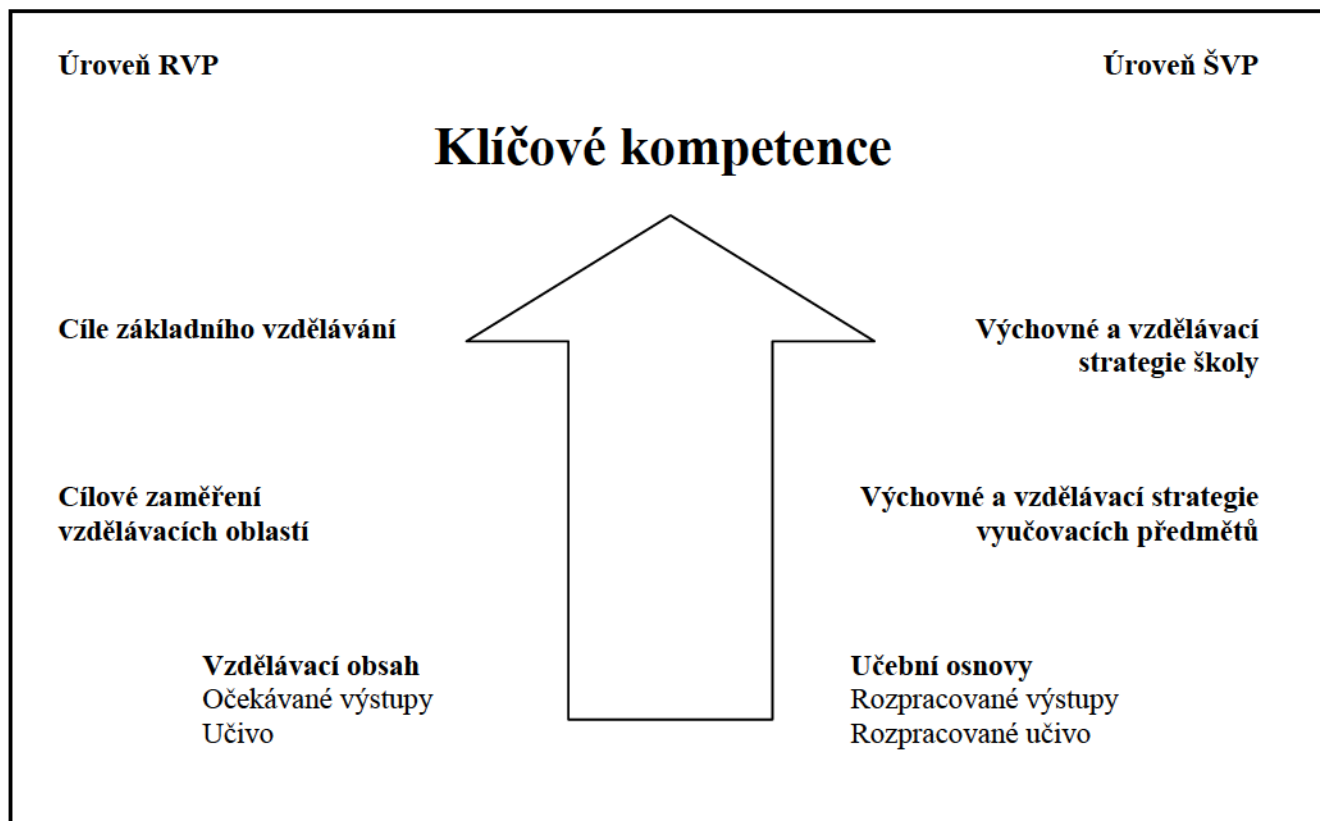 Úroveň RVP
Úroveň ŠVP
Klíčové kompetence
Cíle základního vzdělávání
Výchovné a vzdělávací
strategie školy
Cílové zaměření
vzdělávacích oblastí
Výchovné a vzdělávací strategie
vyučovacích předmětů
Vzdělávací obsah
Očekávané výstupy
Učivo
Učební osnovy
Rozpracované výstupy
Rozpracované učivo